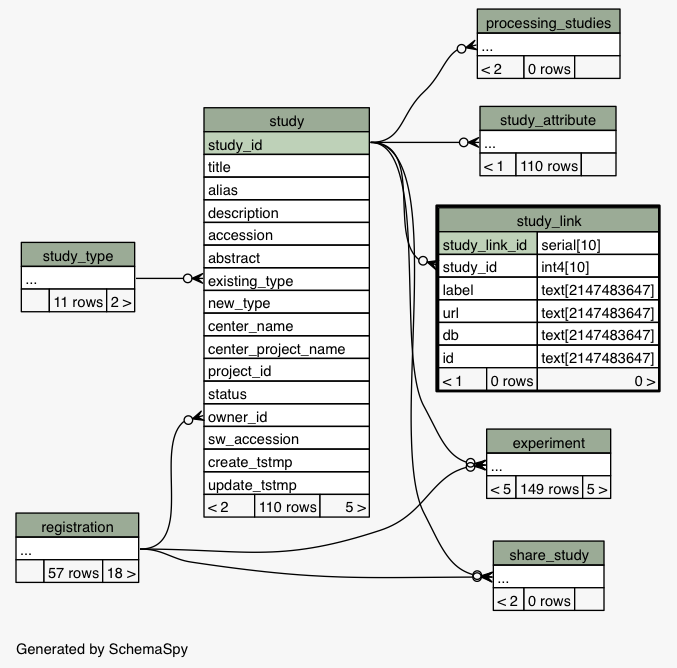 processing_studies
...
< 2 0 rows
study_attribute
...
< 1 110 rows
study
study_id
title
alias
description
accession
abstract
existing_type
new_type
center_name
center_project_name
project_id
status
owner_id
sw_accession
create_tstmp
update_tstmp
< 2 110 rows 5 >
study_link
study_link_id serial[10]
study_id int4[10]
label text[2147483647]
url text[2147483647]
db text[2147483647]
id text[2147483647]
< 1 0 rows 0 >
study_type
...
11 rows 2 >
experiment
...
< 5 149 rows 5 >
registration
...
57 rows 18 >
share_study
...
< 2 0 rows
Generated by SchemaSpy